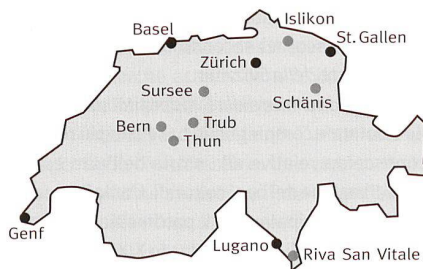 Islikon
Basel
St. Gallen
Zürich
Sursee
Schänis
Bern
Trub
Thun
Genf
Lugano
Riva San Vitale